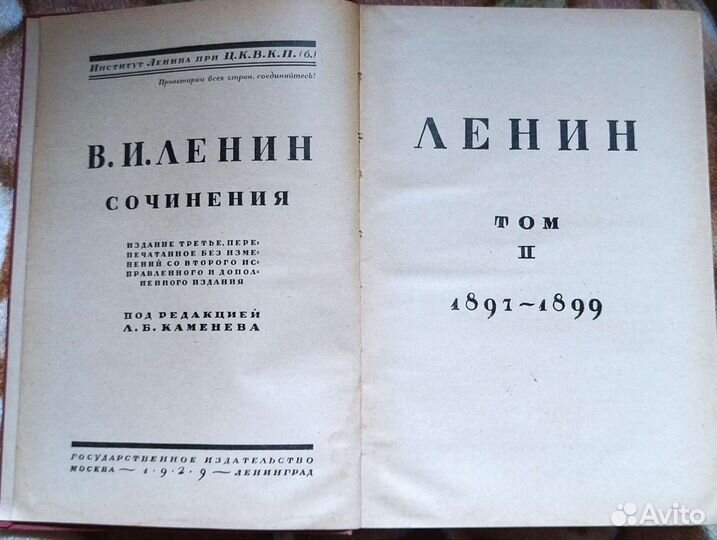 Институт Ленина при Ц.К.В.К.П.(б.)
Пролетарии всех стран, соединяйтесь!
В. И. ЛЕНИН
СОЧИНЕНИЯ
ИЗДАНИЕ ТРЕТЬЕ, ПЕРЕ-
ПЕЧАТАННОЕ БЕЗ ИЗМЕ-
НЕНИЙ СО ВТОРОГО ИС-
ПРАВЛЕННОГО И ДОПОЛ-
НЕННОГО ИЗДАНИЯ
ПОД РЕДАКЦИЕЙ
Л. Б. КАМЕНЕВА
ГОСУДАРСТВЕННОЕ ИЗДАТЕЛЬСТВО
МОСКВА — 1·9·2·9 — ЛЕНИНГРАД
ЛЕНИН
ТОМ
II
1897—1899
Avito